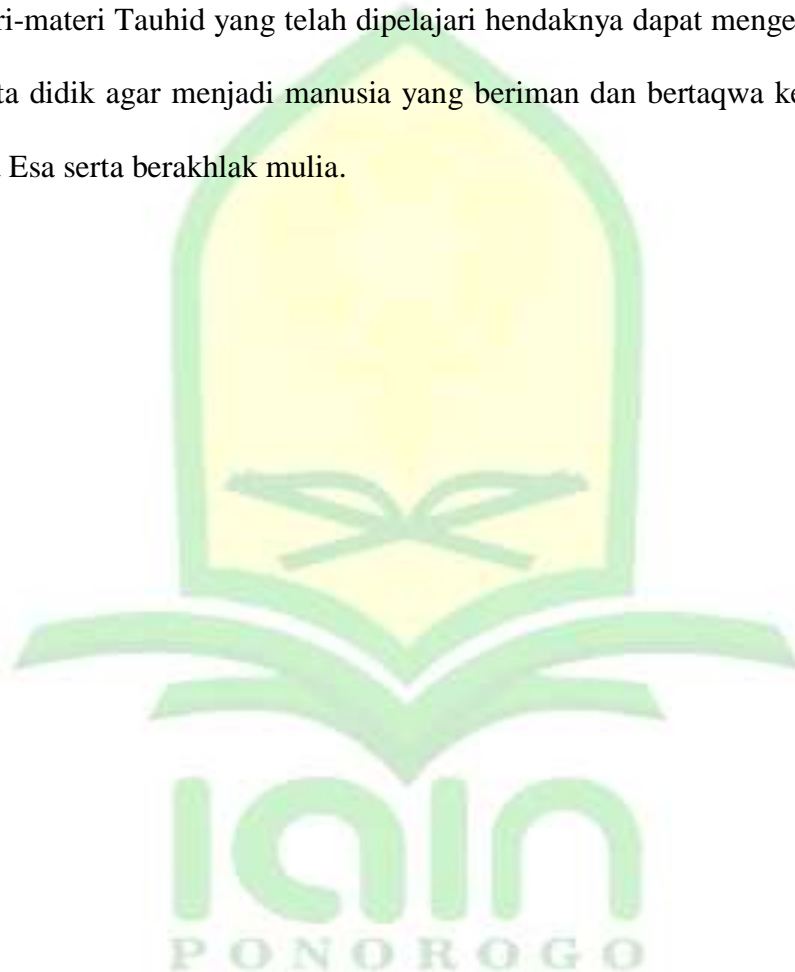 ri-materi Tauhid yang telah dipelajari hendaknya dapat menge
ta didik agar menjadi manusia yang beriman dan bertaqwa ke
Esa serta berakhlak mulia.
iain
PONOROGO